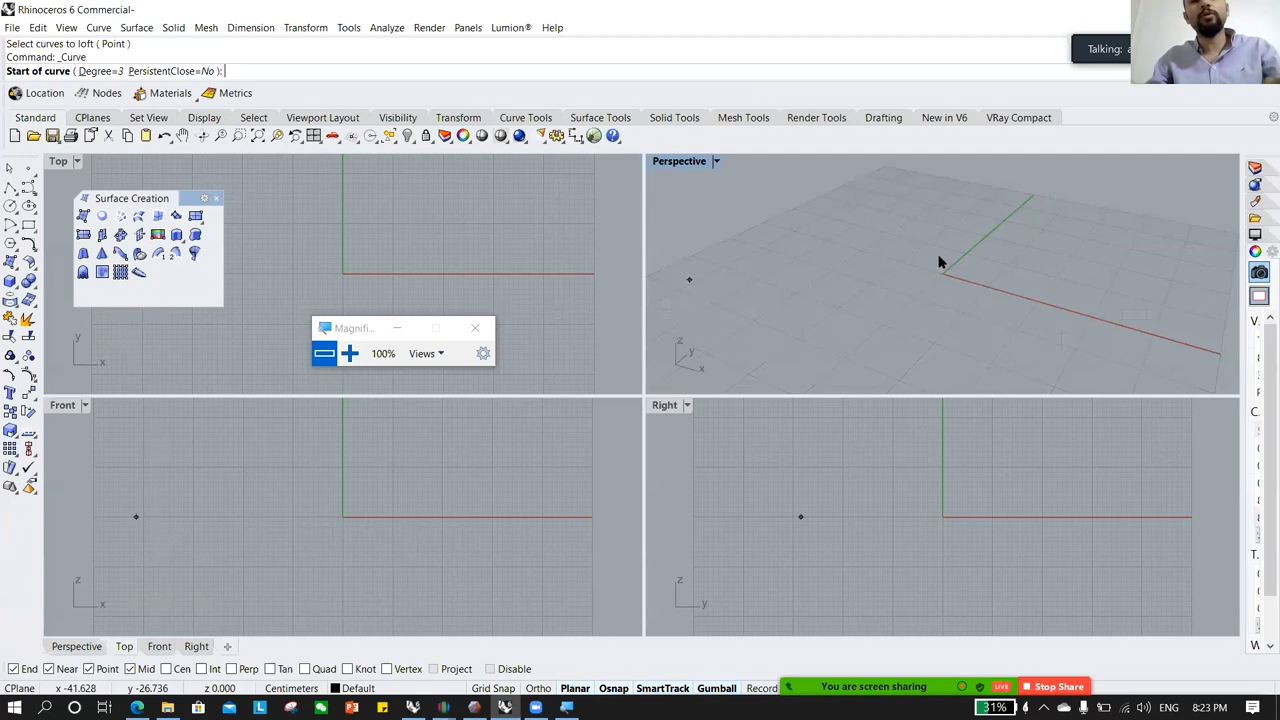 Rhinoceros 6 Commercial-
File Edit View Curve Surface Solid Mesh Dimension Transform Tools Analyze Render Panels Lumion® Help
Select curves to loft ( Point )
Command: _Curve
Start of curve ( Degree=3 PersistentClose=No ):
Talking:
Location Nodes Materials Metrics
Standard CPlanes Set View Display Select Viewport Layout Visibility Transform Curve Tools Surface Tools Solid Tools Mesh Tools Render Tools Drafting New in V6 VRay Compact
Top
Perspective
Surface Creation
Magnifi...
100% Views
y
x
z
y
x
Front
Right
z
x
z
y
Perspective Top Front Right
End Near Point Mid Cen Int Perp Tan Quad Knot Vertex Project Disable
CPlane x -41.628 y -26.736 z 0.000 Centimeters Default Grid Snap Ortho Planar Osnap SmartTrack Gumball Record
You are screen sharing LIVE Stop Share
31% ENG 8:23 PM